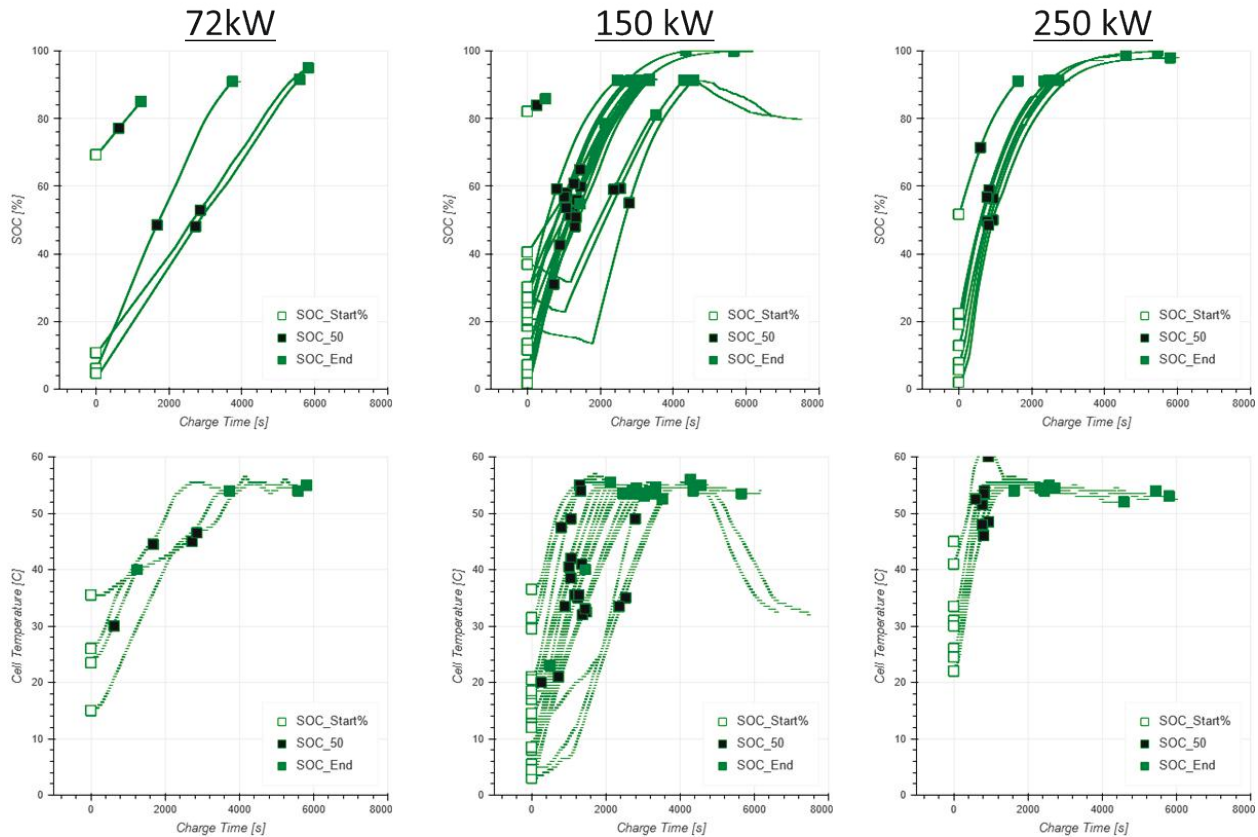 72kW
150 kW
250 kW
100
80
60
40
20
0
SOC [%]
SOC_Start%
SOC_50
SOC_End
0
2000
4000
6000
8000
Charge Time [s]
100
80
60
40
20
0
SOC [%]
SOC_Start%
SOC_50
SOC_End
0
2000
4000
6000
8000
Charge Time [s]
100
80
60
40
20
0
SOC [%]
SOC_Start%
SOC_50
SOC_End
0
2000
4000
6000
8000
Charge Time [s]
60
50
40
30
20
10
0
Cell Temperature [C]
SOC_Start%
SOC_50
SOC_End
0
2000
4000
6000
8000
Charge Time [s]
60
50
40
30
20
10
0
Cell Temperature [C]
SOC_Start%
SOC_50
SOC_End
0
2000
4000
6000
8000
Charge Time [s]
60
50
40
30
20
10
0
Cell Temperature [C]
SOC_Start%
SOC_50
SOC_End
0
2000
4000
6000
8000
Charge Time [s]